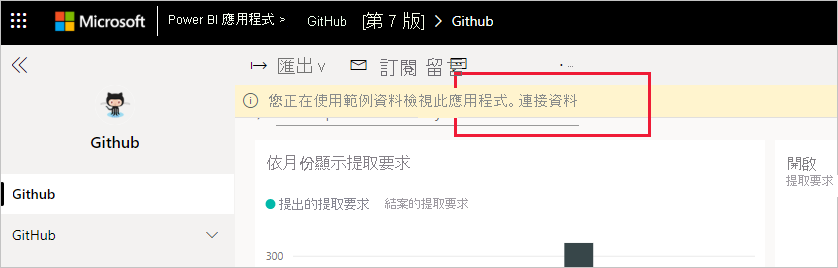 Microsoft Power BI 應用程式 > GitHub [第 7 版] > Github
匯出 訂閱 留言
您正在使用範例資料檢視此應用程式。連接資料
Github
Github
GitHub
依月份顯示提取要求
提出的提取要求 結案的提取要求
300
開啟
提取要求